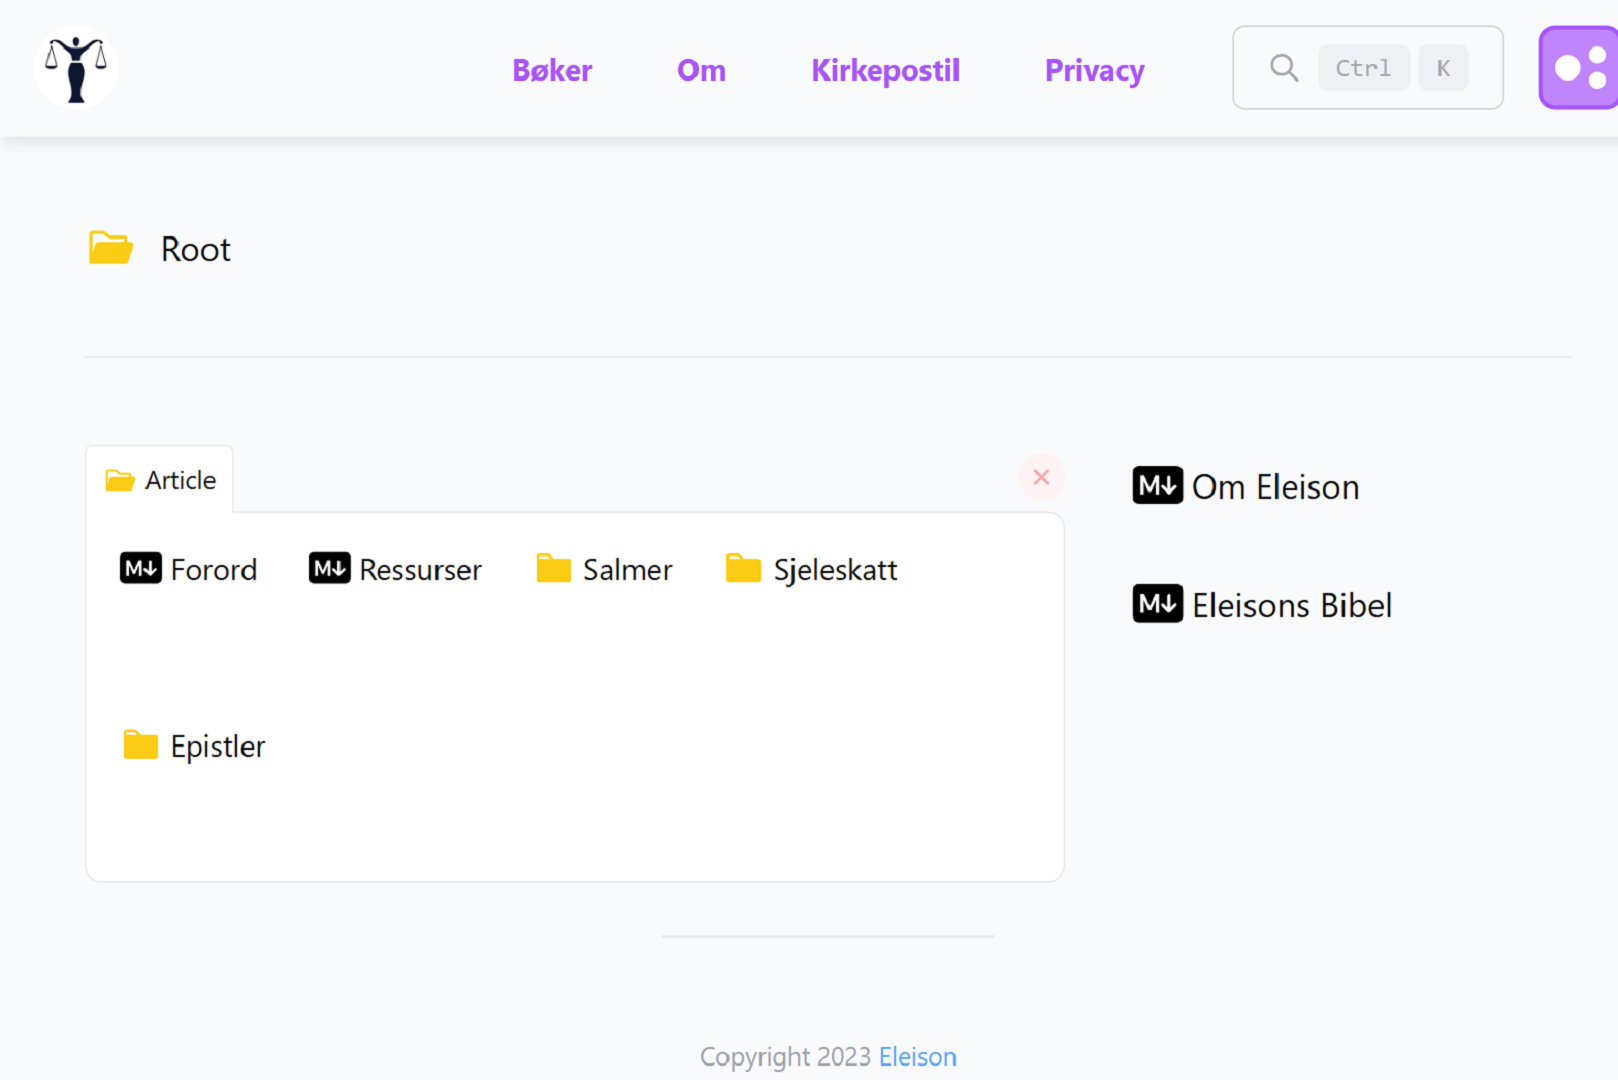 Bøker Om Kirkepostil Privacy Ctrl K
Root
Article
M↓ Om Eleison
M↓ Forord M↓ Ressurser Salmer Sjeleskatt
M↓ Eleisons Bibel
Epistler
Copyright 2023 Eleison